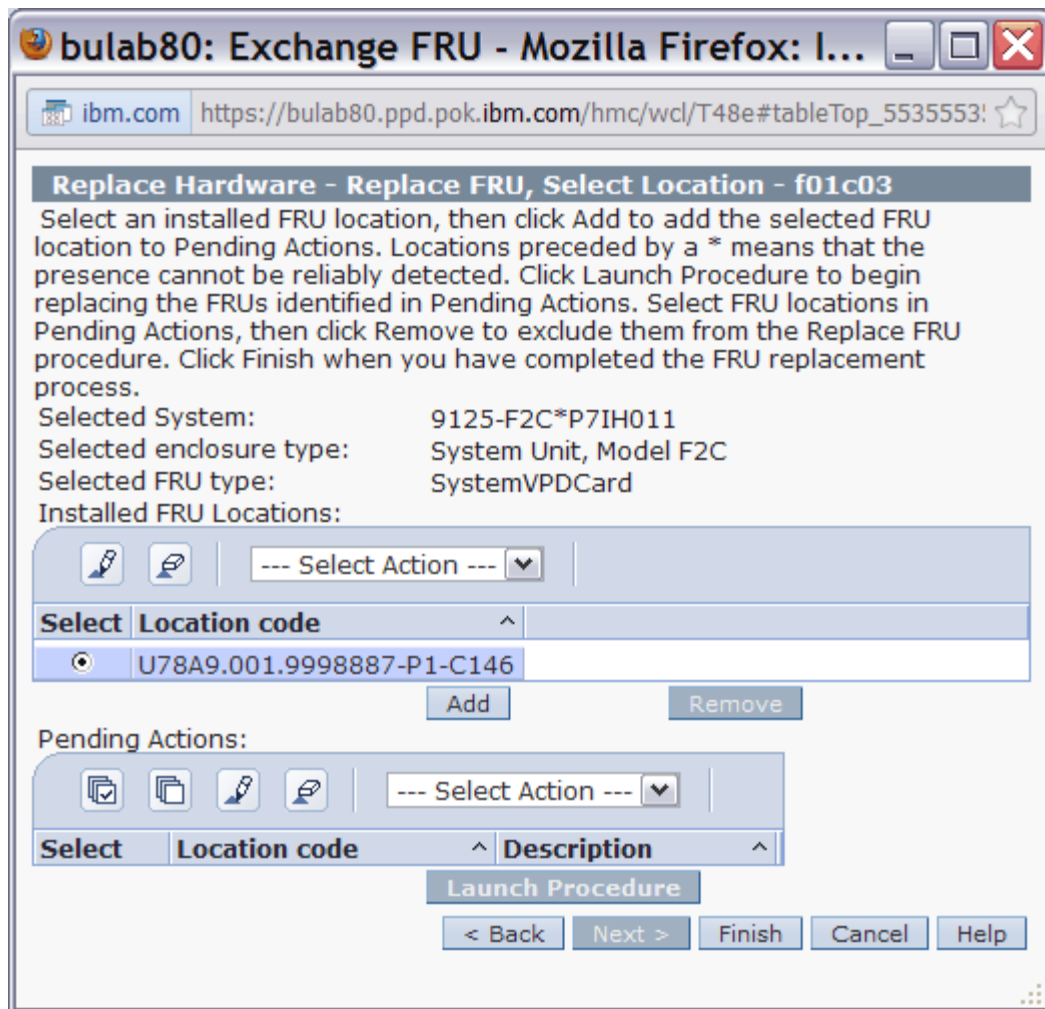 bulab80: Exchange FRU - Mozilla Firefox: I...
ibm.com https://bulab80.ppd.pok.ibm.com/hmc/wcl/T48e#tableTop_5535553
Replace Hardware - Replace FRU, Select Location - f01c03
Select an installed FRU location, then click Add to add the selected FRU
location to Pending Actions. Locations preceded by a * means that the
presence cannot be reliably detected. Click Launch Procedure to begin
replacing the FRUs identified in Pending Actions. Select FRU locations in
Pending Actions, then click Remove to exclude them from the Replace FRU
procedure. Click Finish when you have completed the FRU replacement
process.
Selected System: 9125-F2C*P7IH011
Selected enclosure type: System Unit, Model F2C
Selected FRU type: SystemVPDCard
Installed FRU Locations:
--- Select Action ---
Select Location code ^
U78A9.001.9998887-P1-C146
Add Remove
Pending Actions:
--- Select Action ---
Select Location code ^ Description ^
Launch Procedure
< Back Next > Finish Cancel Help